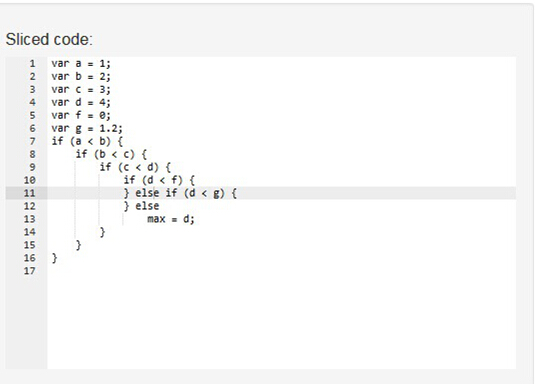 Sliced code:
1 var a = 1;
2 var b = 2;
3 var c = 3;
4 var d = 4;
5 var f = 0;
6 var g = 1.2;
7 if (a < b) {
8     if (b < c) {
9         if (c < d) {
10             if (d < f) {
11             } else if (d < g) {
12             } else
13                 max = d;
14         }
15     }
16 }
17